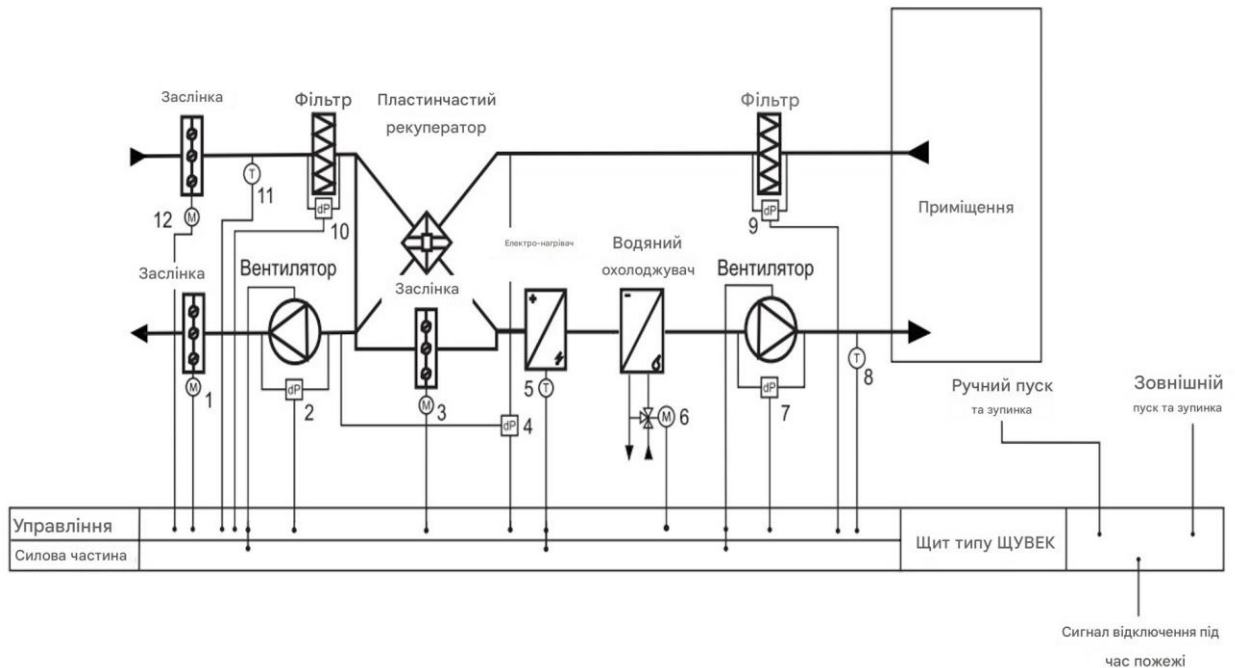 Заслінка
Фільтр
Пластинчастий
рекуператор
Фільтр
T
11
M
12
dP
10
dP
9
Приміщення
Заслінка
Вентилятор
Заслінка
Електро-нагрівач
Водяний
охолоджувач
Вентилятор
M
1
dP
2
M
3
dP
4
5
T
M
6
dP
7
T
8
Ручний пуск
та зупинка
Зовнішній
пуск та зупинка
Управління
Силова частина
Щит типу ЩУВЕК
Сигнал відключення під
час пожежі